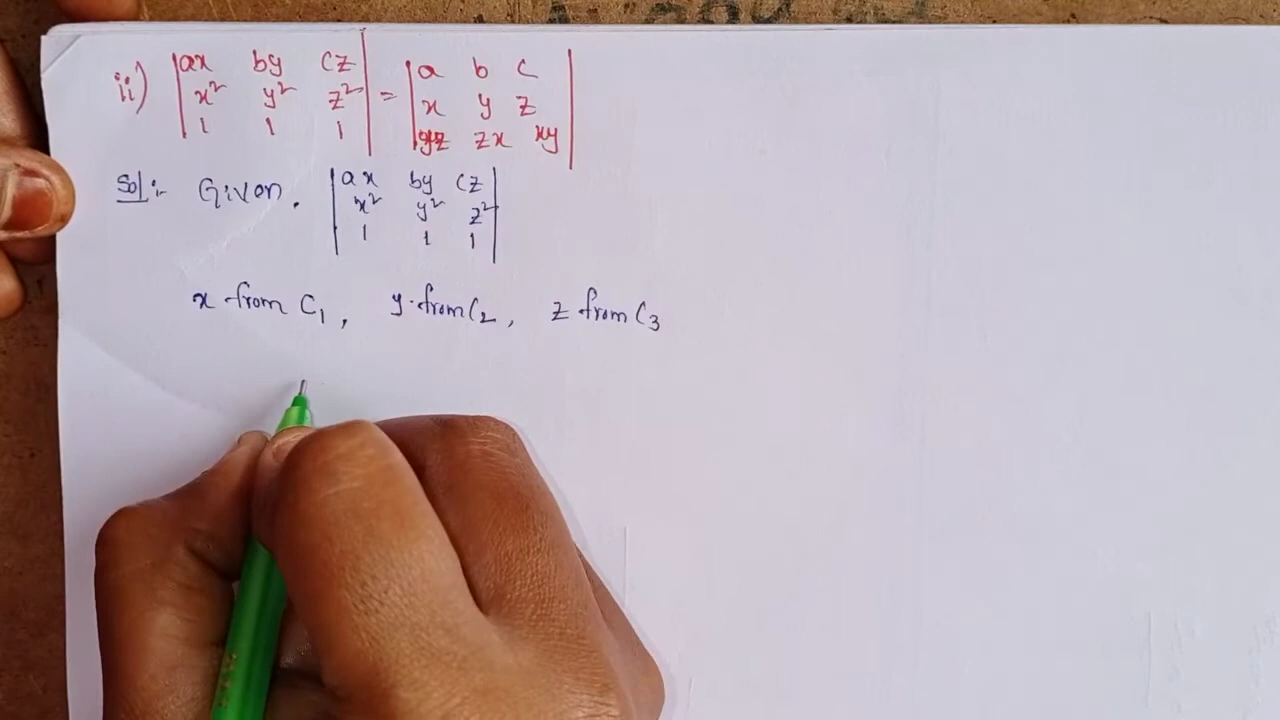 ii) | ax by cz | = | a b c |
| x² y² z² | | x y z |
| 1 1 1 | | yz zx xy |
Sol:- Given. | ax by cz |
| x² y² z² |
| 1 1 1 |
x from C₁, y from C₂, z from C₃